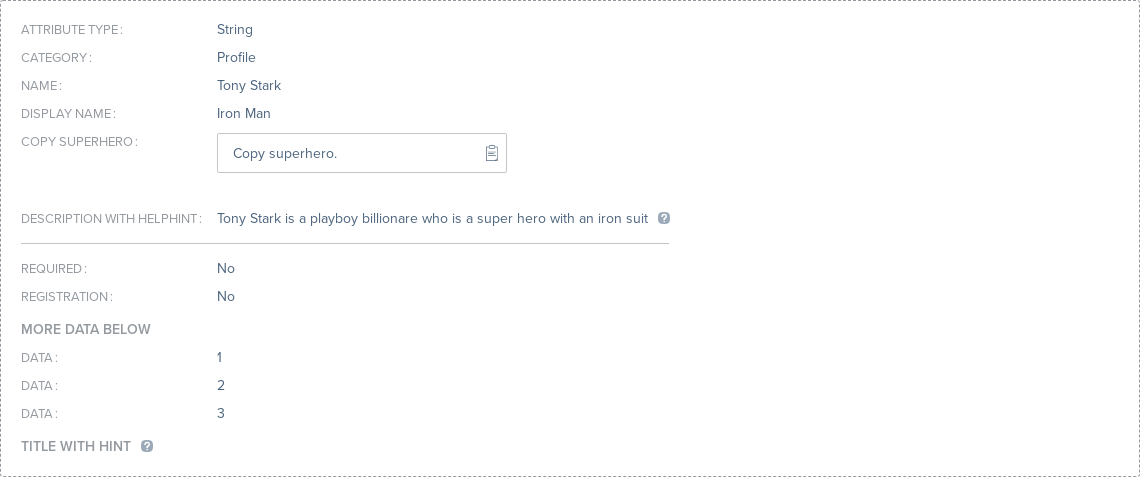 ATTRIBUTE TYPE: String
CATEGORY: Profile
NAME: Tony Stark
DISPLAY NAME: Iron Man
COPY SUPERHERO: Copy superhero.
DESCRIPTION WITH HELPHINT: Tony Stark is a playboy billionare who is a super hero with an iron suit ?
REQUIRED: No
REGISTRATION: No
MORE DATA BELOW
DATA: 1
DATA: 2
DATA: 3
TITLE WITH HINT ?